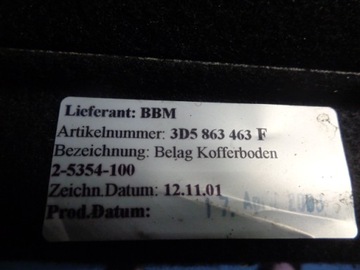 Lieferant: BBM
Artikelnummer: 3D5 863 463 F
Bezeichnung: Belag Kofferboden
2-5354-100
Zeichn.Datum: 12.11.01
Prod.Datum: 17.